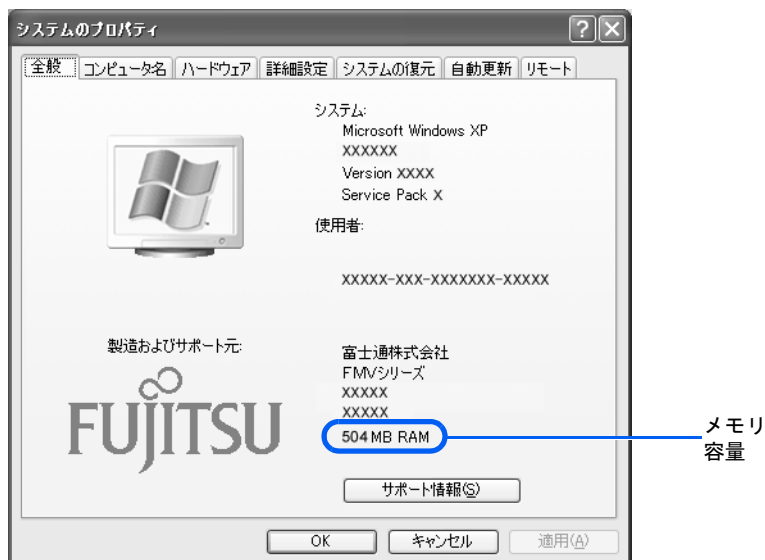 システムのプロパティ
全般 コンピュータ名 ハードウェア 詳細設定 システムの復元 自動更新 リモート
システム:
Microsoft Windows XP
XXXXXX
Version XXXX
Service Pack X
使用者:
XXXXX-XXX-XXXXXXX-XXXXX
製造およびサポート元:
FUJITSU
富士通株式会社
FMVシリーズ
XXXXX
XXXXX
504 MB RAM
メモリ
容量
サポート情報(S)
OK キャンセル 適用(A)